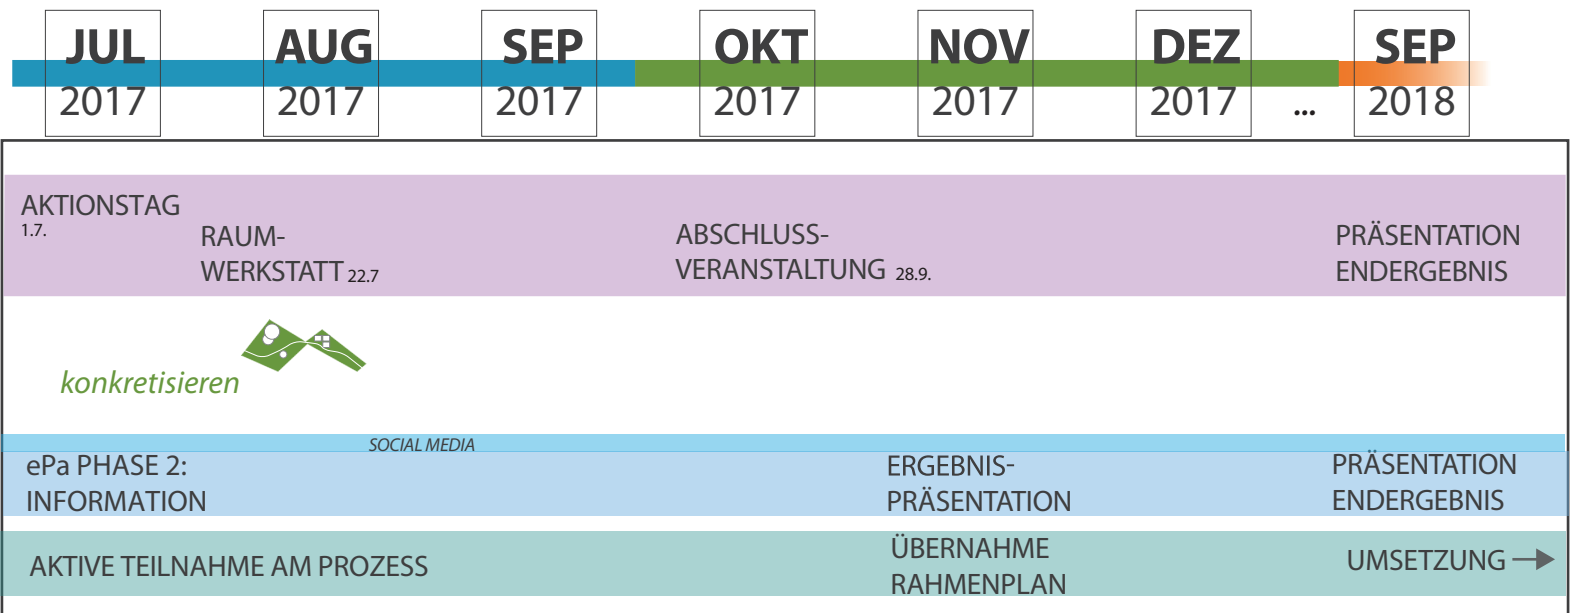 JUL
2017
AUG
2017
SEP
2017
OKT
2017
NOV
2017
DEZ
2017
...
SEP
2018
AKTIONSTAG
1.7.
RAUM-
WERKSTATT 22.7
ABSCHLUSS-
VERANSTALTUNG 28.9.
PRÄSENTATION
ENDERGEBNIS
konkretisieren
SOCIAL MEDIA
ePa PHASE 2:
INFORMATION
ERGEBNIS-
PRÄSENTATION
PRÄSENTATION
ENDERGEBNIS
AKTIVE TEILNAHME AM PROZESS
ÜBERNAHME
RAHMENPLAN
UMSETZUNG